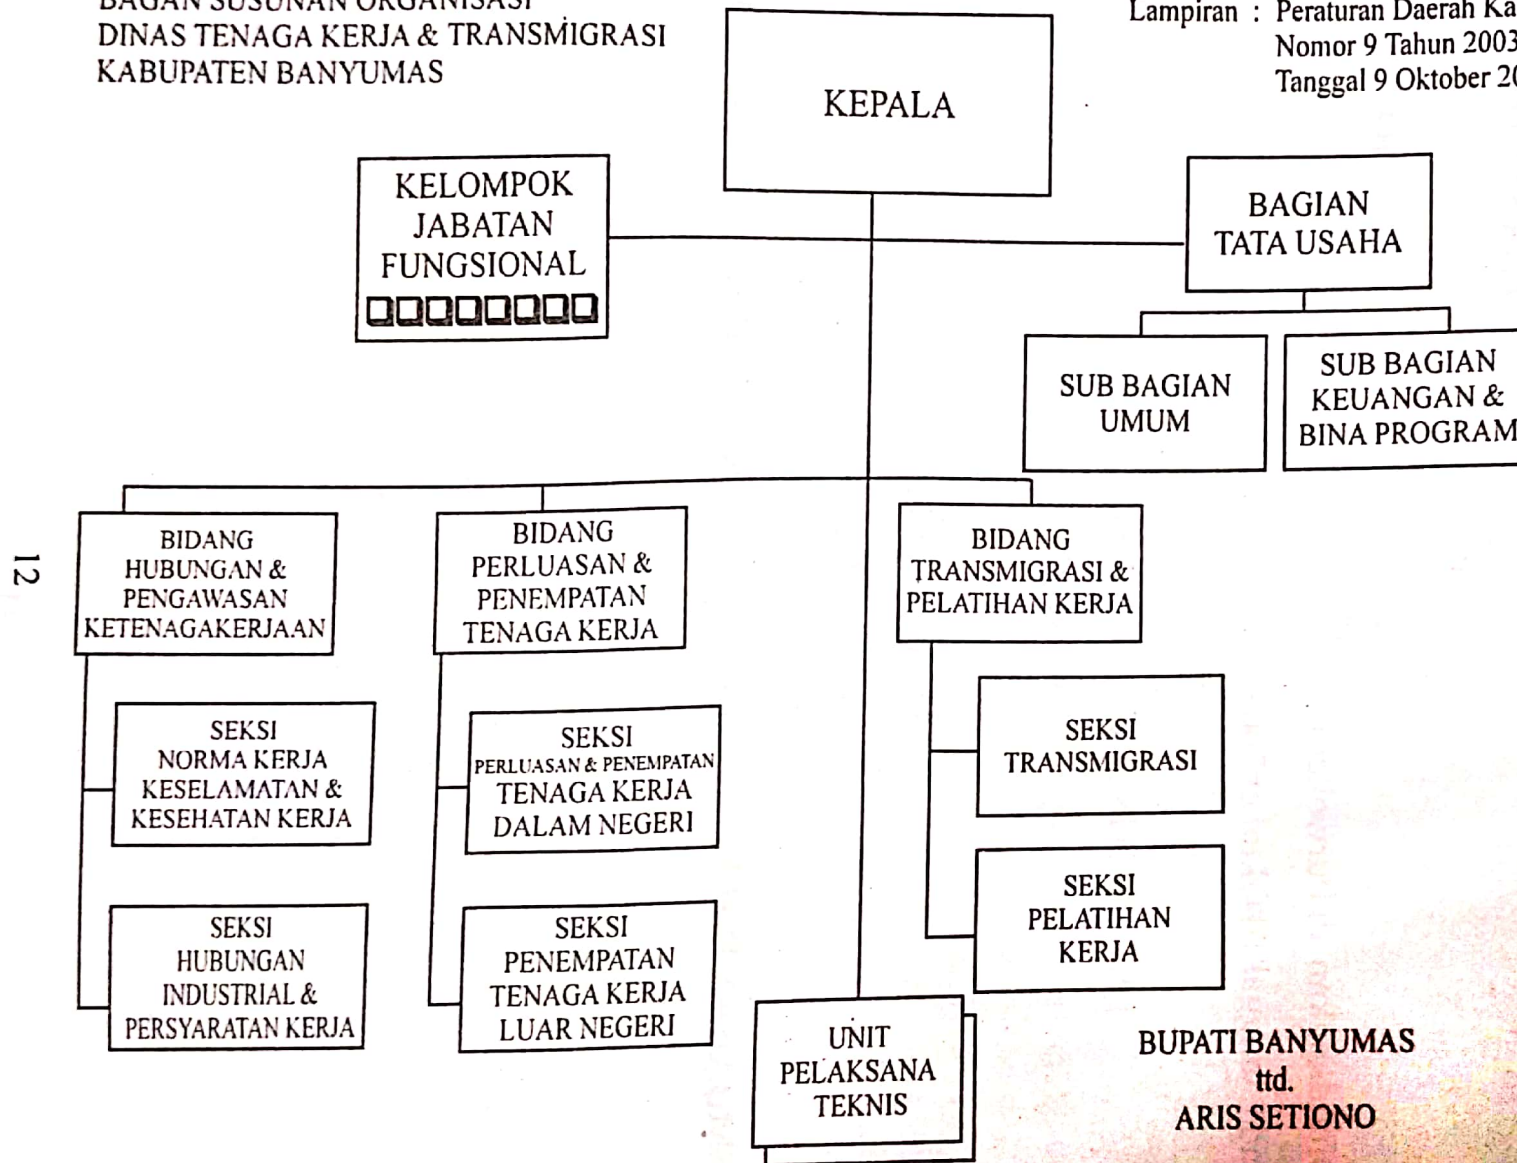 BAGAN SUSUNAN ORGANISASI
DINAS TENAGA KERJA & TRANSMIGRASI
KABUPATEN BANYUMAS
Lampiran : Peraturan Daerah
Nomor 9 Tahun 2003
Tanggal 9 Oktober
KEPALA
KELOMPOK
JABATAN
FUNGSIONAL
BAGIAN
TATA USAHA
SUB BAGIAN
UMUM
SUB BAGIAN
KEUANGAN &
BINA PROGRAM
BIDANG
HUBUNGAN &
PENGAWASAN
KETENAGAKERJAAN
BIDANG
PERLUASAN &
PENEMPATAN
TENAGA KERJA
BIDANG
TRANSMIGRASI &
PELATIHAN KERJA
SEKSI
NORMA KERJA
KESELAMATAN &
KESEHATAN KERJA
SEKSI
PERLUASAN & PENEMPATAN
TENAGA KERJA
DALAM NEGERI
SEKSI
TRANSMIGRASI
SEKSI
HUBUNGAN
INDUSTRIAL &
PERSYARATAN KERJA
SEKSI
PENEMPATAN
TENAGA KERJA
LUAR NEGERI
SEKSI
PELATIHAN
KERJA
UNIT
PELAKSANA
TEKNIS
BUPATI BANYUMAS
ttd.
ARIS SETIONO
12